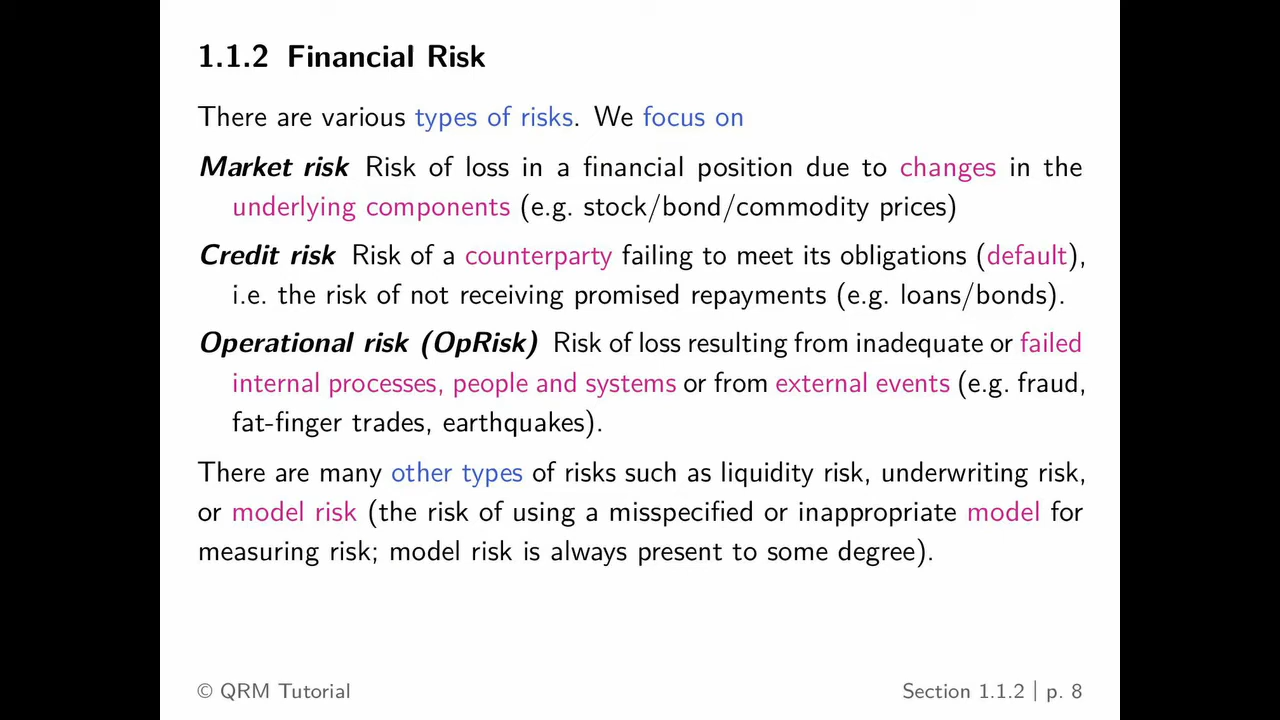 1.1.2 Financial Risk
There are various types of risks. We focus on
Market risk Risk of loss in a financial position due to changes in the
underlying components (e.g. stock/bond/commodity prices)
Credit risk Risk of a counterparty failing to meet its obligations (default),
i.e. the risk of not receiving promised repayments (e.g. loans/bonds).
Operational risk (OpRisk) Risk of loss resulting from inadequate or failed
internal processes, people and systems or from external events (e.g. fraud,
fat-finger trades, earthquakes).
There are many other types of risks such as liquidity risk, underwriting risk,
or model risk (the risk of using a misspecified or inappropriate model for
measuring risk; model risk is always present to some degree).
© QRM Tutorial
Section 1.1.2 | p. 8